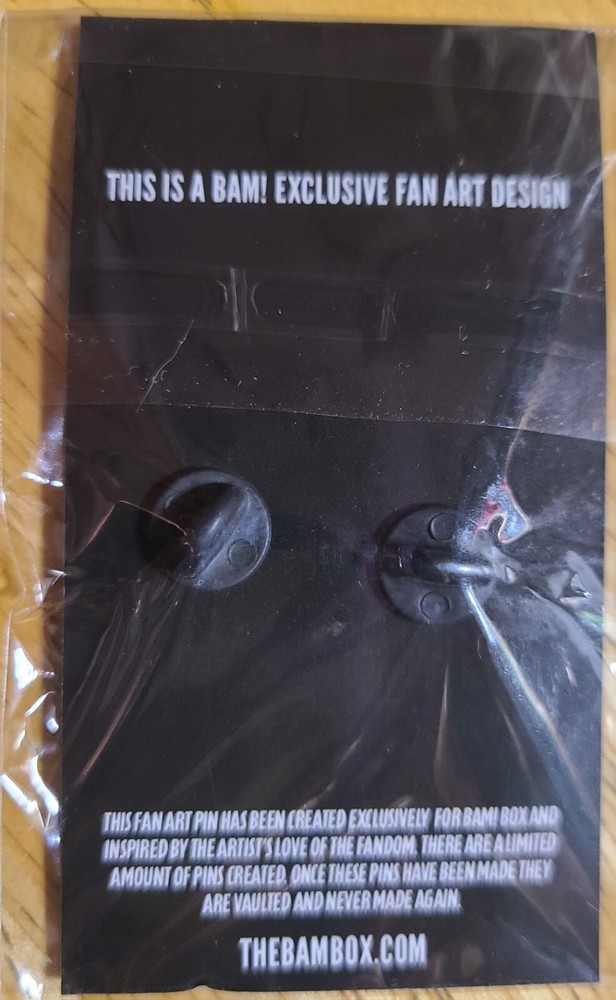 THIS IS A BAM! EXCLUSIVE FAN ART DESIGN
THIS FAN ART PIN HAS BEEN CREATED EXCLUSIVELY FOR BAM! BOX AND
INSPIRED BY THE ARTIST'S LOVE OF THE FANDOM. THERE ARE A LIMITED
AMOUNT OF PINS CREATED. ONCE THESE PINS HAVE BEEN MADE THEY
ARE VAULTED AND NEVER MADE AGAIN.
THEBAMBOX.COM